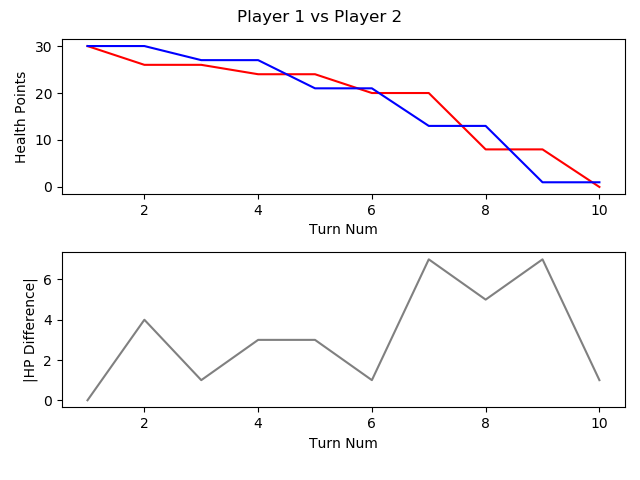 Player 1 vs Player 2
30
20
10
0
Health Points
2 4 6 8 10
Turn Num
6
4
2
0
|HP Difference|
2 4 6 8 10
Turn Num